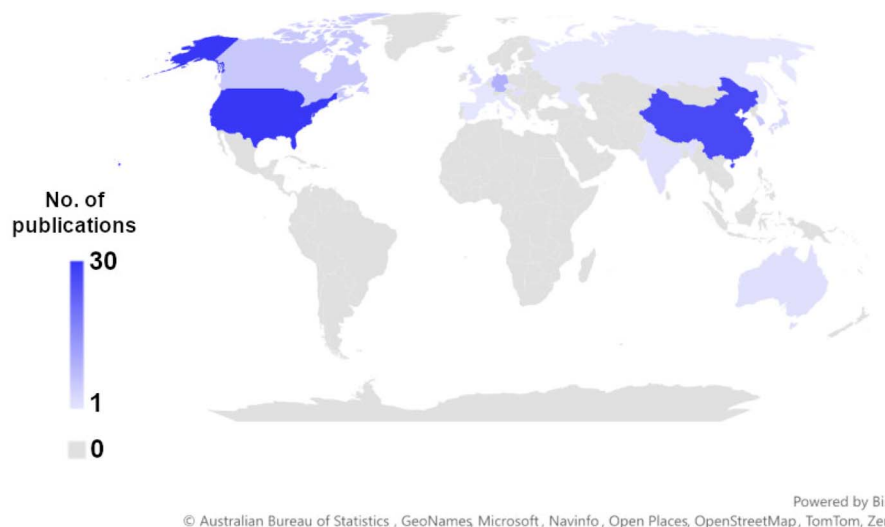 No. of
publications
30
1
0
Powered by Bi
© Australian Bureau of Statistics, GeoNames, Microsoft, Navinfo, Open Places, OpenStreetMap, TomTom, Ze